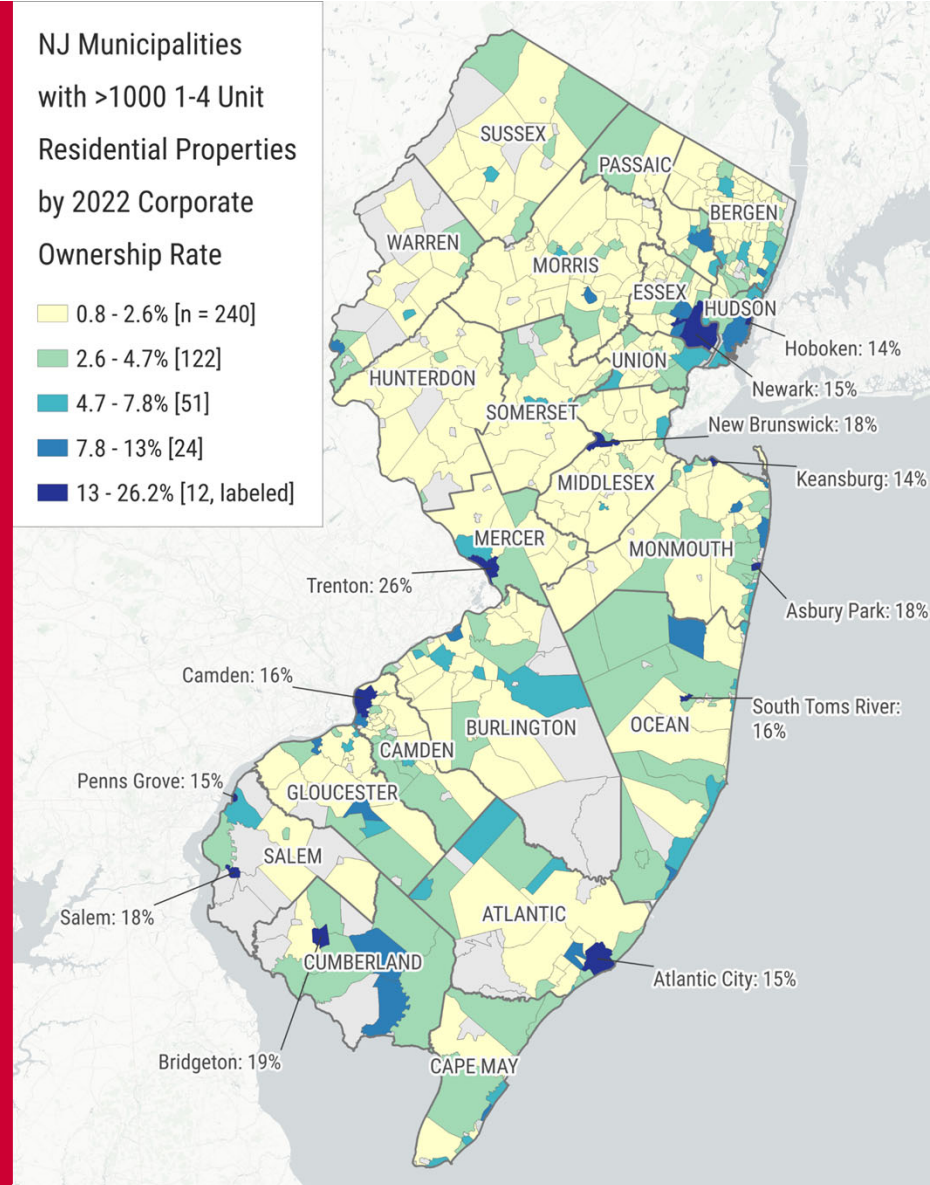 NJ Municipalities
with >1000 1-4 Unit
Residential Properties
by 2022 Corporate
Ownership Rate
0.8 - 2.6% [n = 240]
2.6 - 4.7% [122]
4.7 - 7.8% [51]
7.8 - 13% [24]
13 - 26.2% [12, labeled]
SUSSEX
PASSAIC
BERGEN
WARREN
MORRIS
ESSEX
HUDSON
Hoboken: 14%
UNION
HUNTERDON
Newark: 15%
SOMERSET
New Brunswick: 18%
Keansburg: 14%
MIDDLESEX
MERCER
MONMOUTH
Trenton: 26%
Asbury Park: 18%
Camden: 16%
South Toms River:
16%
BURLINGTON
OCEAN
CAMDEN
Penns Grove: 15%
GLOUCESTER
SALEM
Salem: 18%
ATLANTIC
CUMBERLAND
Atlantic City: 15%
Bridgeton: 19%
CAPE MAY